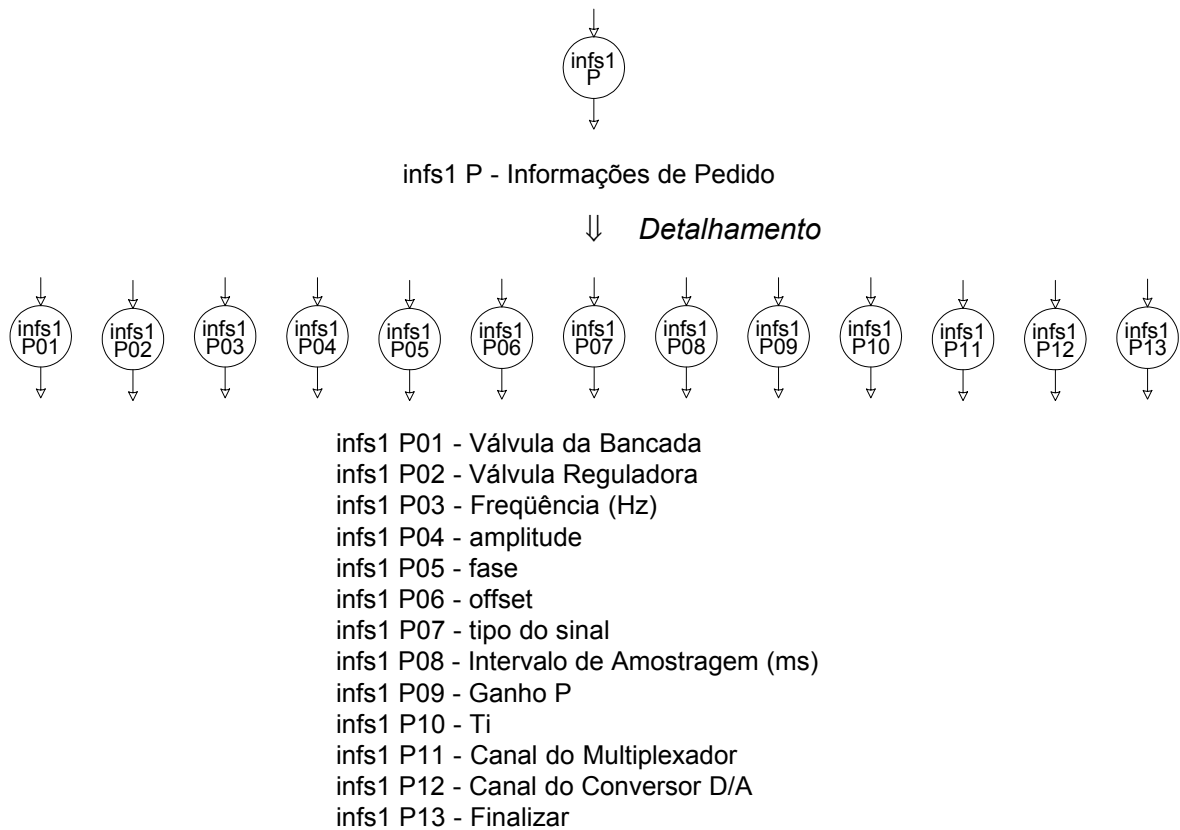 infs1
P
infs1 P - Informações de Pedido
⇓ Detalhamento
infs1 infs1 infs1 infs1 infs1 infs1 infs1 infs1 infs1 infs1 infs1 infs1 infs1
P01 P02 P03 P04 P05 P06 P07 P08 P09 P10 P11 P12 P13
infs1 P01 - Válvula da Bancada
infs1 P02 - Válvula Reguladora
infs1 P03 - Freqüência (Hz)
infs1 P04 - amplitude
infs1 P05 - fase
infs1 P06 - offset
infs1 P07 - tipo do sinal
infs1 P08 - Intervalo de Amostragem (ms)
infs1 P09 - Ganho P
infs1 P10 - Ti
infs1 P11 - Canal do Multiplexador
infs1 P12 - Canal do Conversor D/A
infs1 P13 - Finalizar